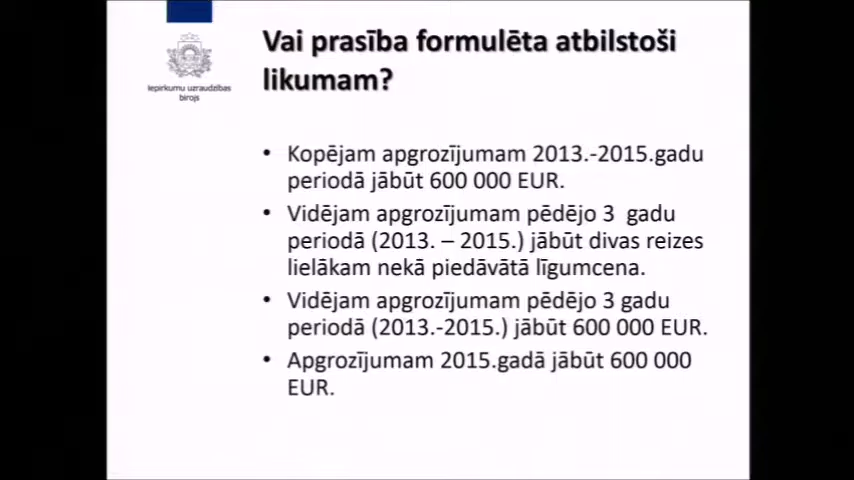 Iepirkumu uzraudzības
birojs
Vai prasība formulēta atbilstoši
likumam?
• Kopējam apgrozījumam 2013.-2015.gadu
periodā jābūt 600 000 EUR.
• Vidējam apgrozījumam pēdējo 3 gadu
periodā (2013. – 2015.) jābūt divas reizes
lielākam nekā piedāvātā līgumcena.
• Vidējam apgrozījumam pēdējo 3 gadu
periodā (2013.-2015.) jābūt 600 000 EUR.
• Apgrozījumam 2015.gadā jābūt 600 000
EUR.